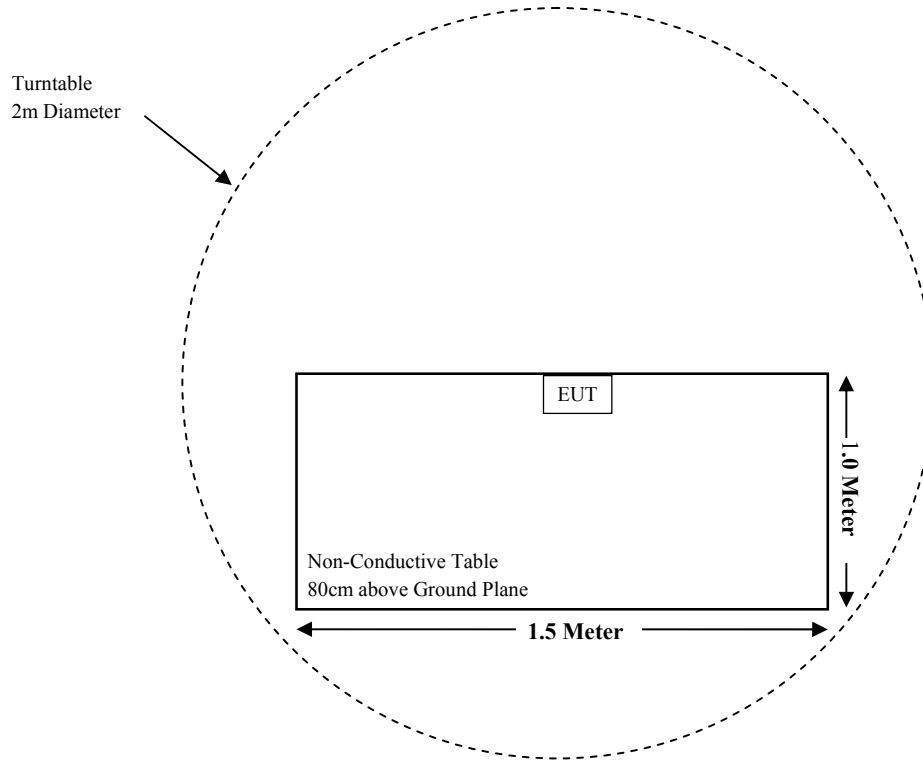 Turntable
2m Diameter
EUT
1.0 Meter
Non-Conductive Table
80cm above Ground Plane
1.5 Meter